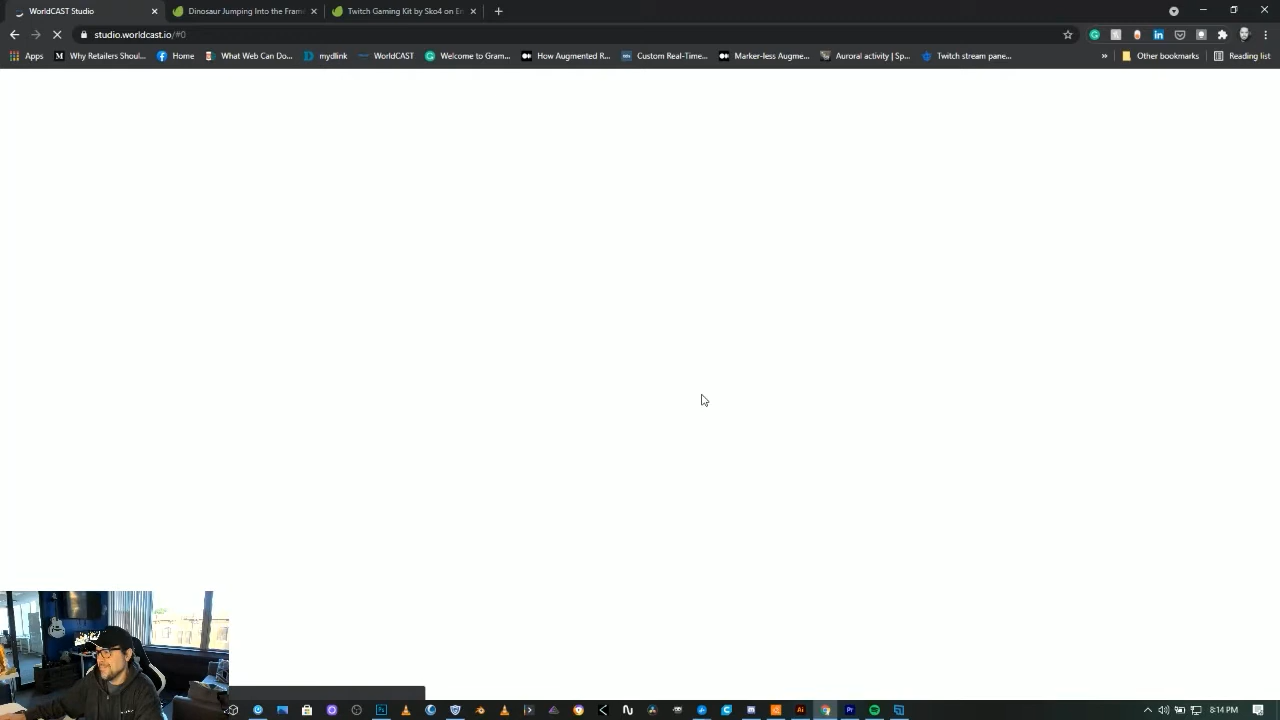 WorldCAST Studio
Dinosaur Jumping Into the Frame
Twitch Gaming Kit by Sko4 on En
studio.worldcast.io/#0
Apps
Why Retailers Shoul...
Home
What Web Can Do...
mydlink
WorldCAST
Welcome to Gram...
How Augmented R...
Custom Real-Time...
Marker-less Augme...
Auroral activity | Sp...
Twitch stream pane...
»
Other bookmarks
Reading list
8:14 PM